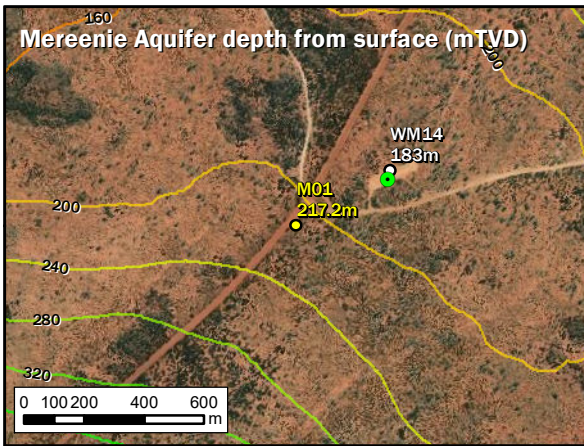 160
Mereenie Aquifer depth from surface (mTVD)
200
WM14
183m
M01
217.2m
200
240
280
320
0 100 200 400 600
m